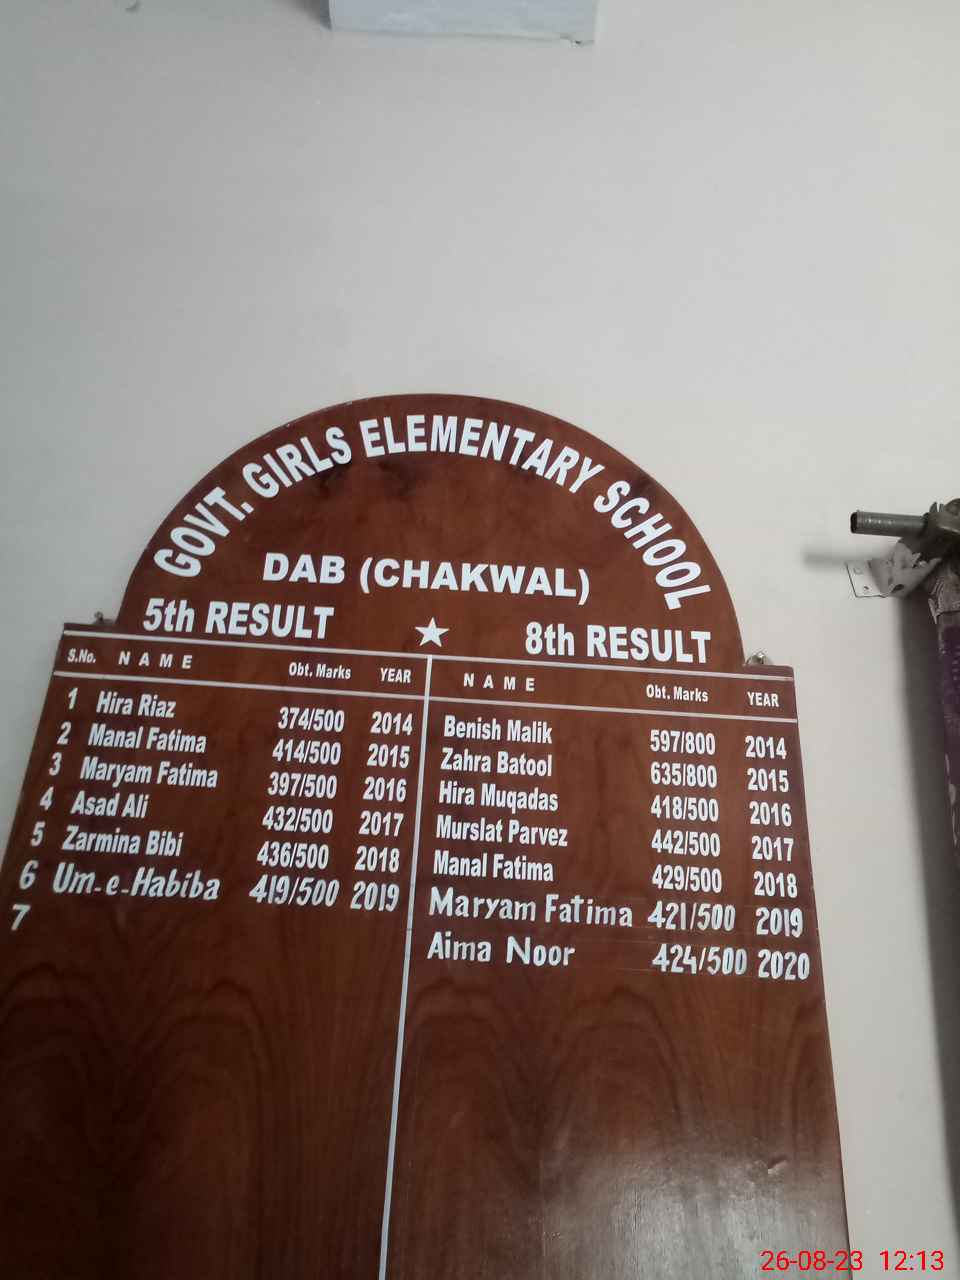 GOVT. GIRLS ELEMENTARY SCHOOL
DAB (CHAKWAL)
5th RESULT ★ 8th RESULT
S.No. NAME Obt. Marks YEAR NAME Obt. Marks YEAR
1 Hira Riaz 374/500 2014 Benish Malik 597/800 2014
2 Manal Fatima 414/500 2015 Zahra Batool 635/800 2015
3 Maryam Fatima 397/500 2016 Hira Muqadas 418/500 2016
4 Asad Ali 432/500 2017 Murslat Parvez 442/500 2017
5 Zarmina Bibi 436/500 2018 Manal Fatima 429/500 2018
6 Um-e-Habiba 419/500 2019 Maryam Fatima 421/500 2019
7 Aima Noor 424/500 2020
26-08-23 12:13